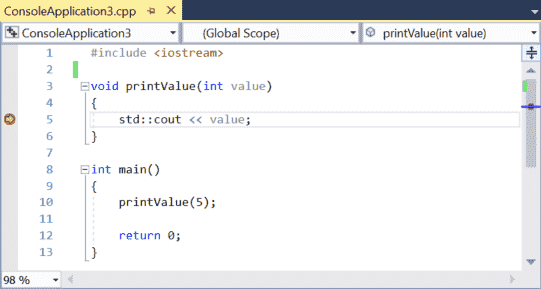 ConsoleApplication3.cpp
ConsoleApplication3 (Global Scope) printValue(int value)
1 #include <iostream>
2
3 void printValue(int value)
4 {
5 std::cout << value;
6 }
7
8 int main()
9 {
10 printValue(5);
11
12 return 0;
13 }
98 %